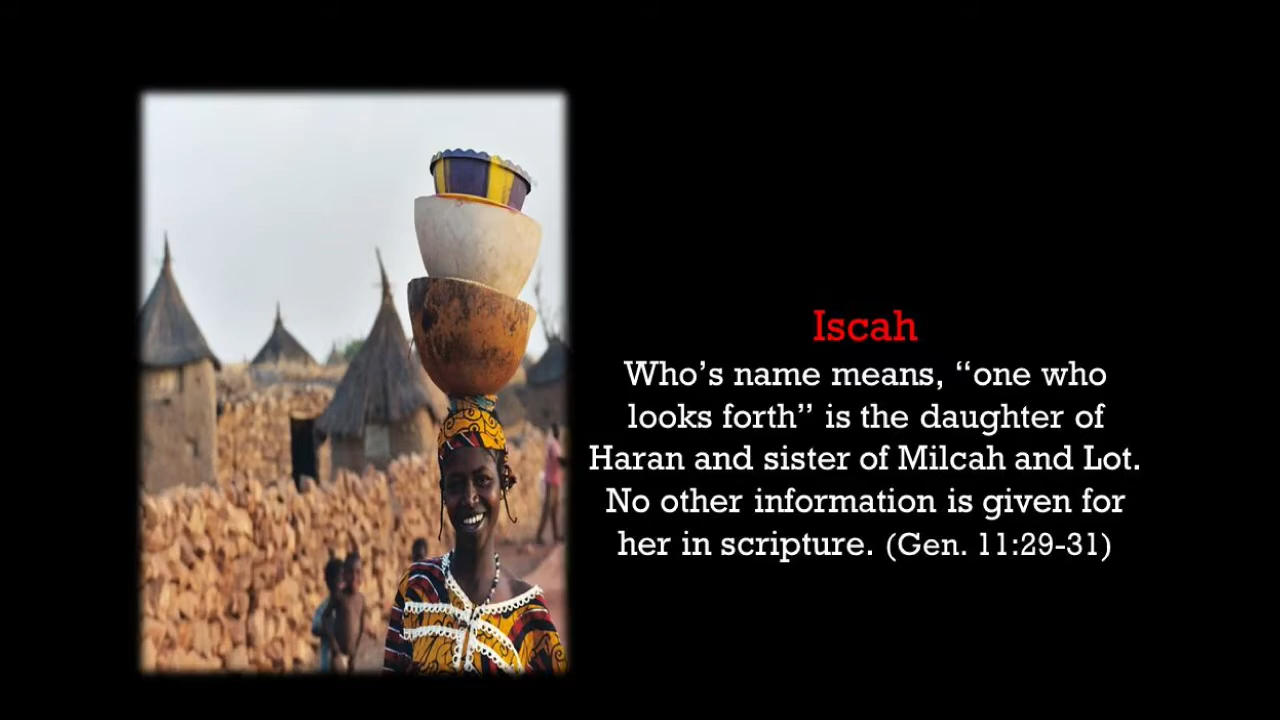 Iscah
Who’s name means, “one who
looks forth” is the daughter of
Haran and sister of Milcah and Lot.
No other information is given for
her in scripture. (Gen. 11:29-31)